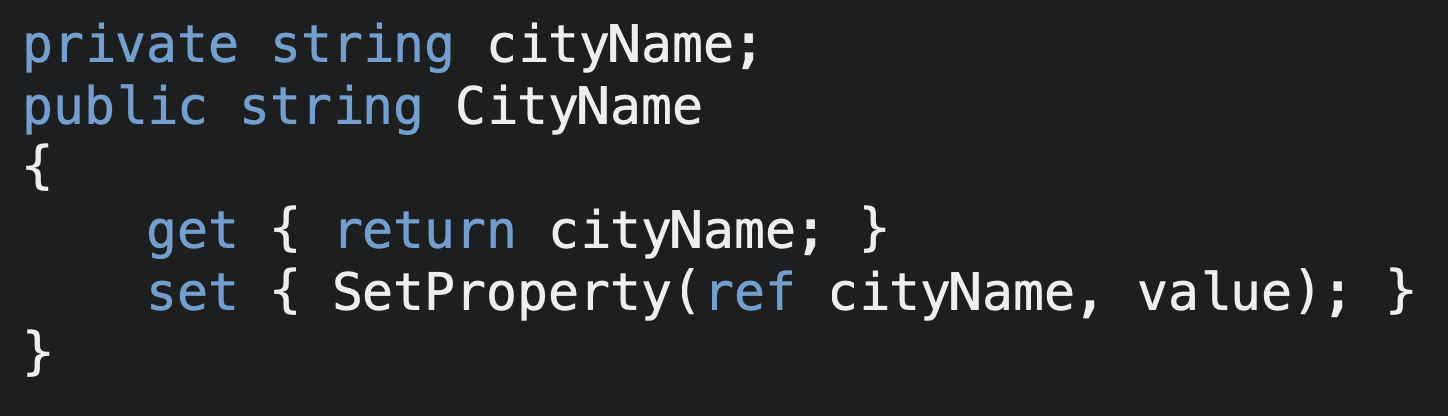 private string cityName;
public string CityName
{
    get { return cityName; }
    set { SetProperty(ref cityName, value); }
}